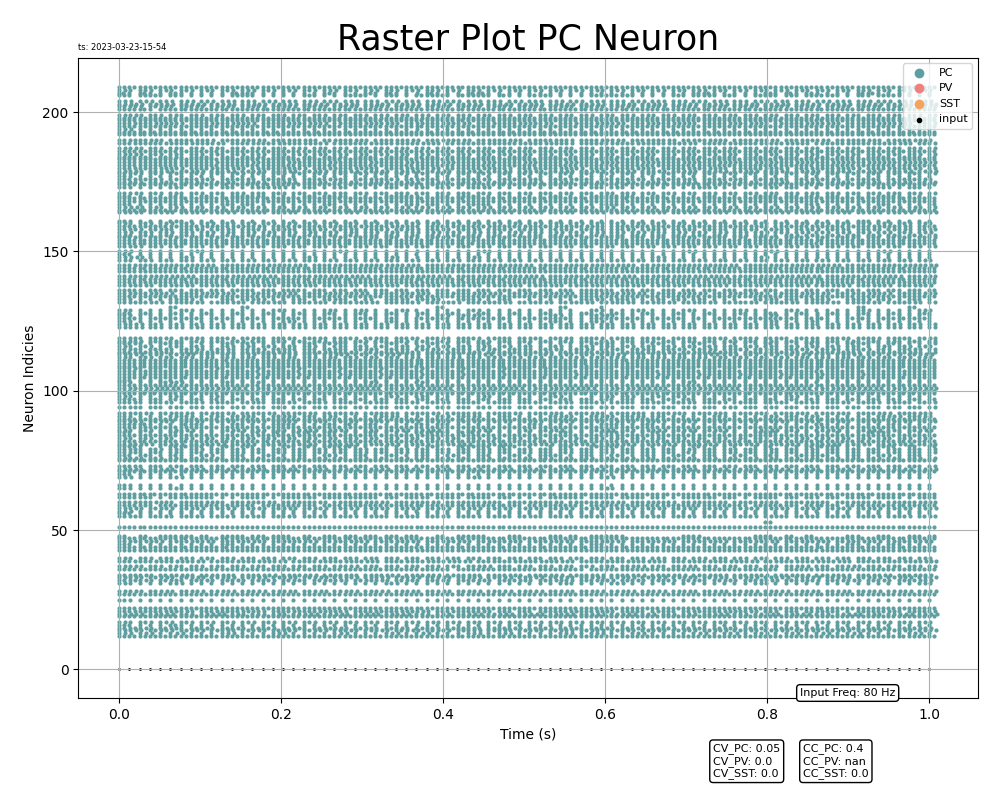 Raster Plot PC Neuron
ts: 2023-03-23-15-54
PC
PV
SST
input
200
150
100
50
0
Neuron Indicies
0.0 0.2 0.4 0.6 0.8 1.0
Time (s)
Input Freq: 80 Hz
CV_PC: 0.05
CV_PV: 0.0
CV_SST: 0.0
CC_PC: 0.4
CC_PV: nan
CC_SST: 0.0